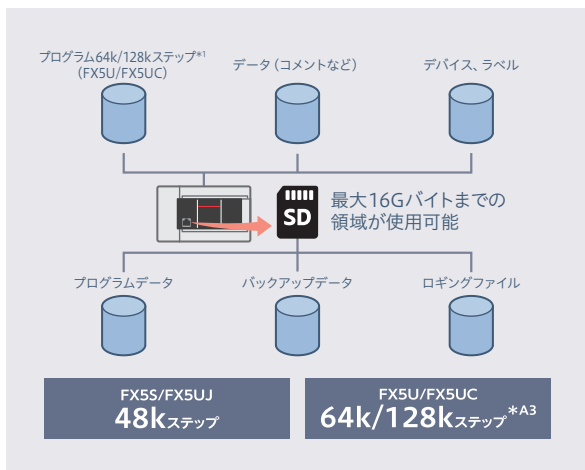 プログラム64k/128kステップ*1
(FX5U/FX5UC)
データ(コメントなど)
デバイス、ラベル
SD
最大16Gバイトまでの
領域が使用可能
プログラムデータ
バックアップデータ
ロギングファイル
FX5S/FX5UJ
48kステップ
FX5U/FX5UC
64k/128kステップ*A3